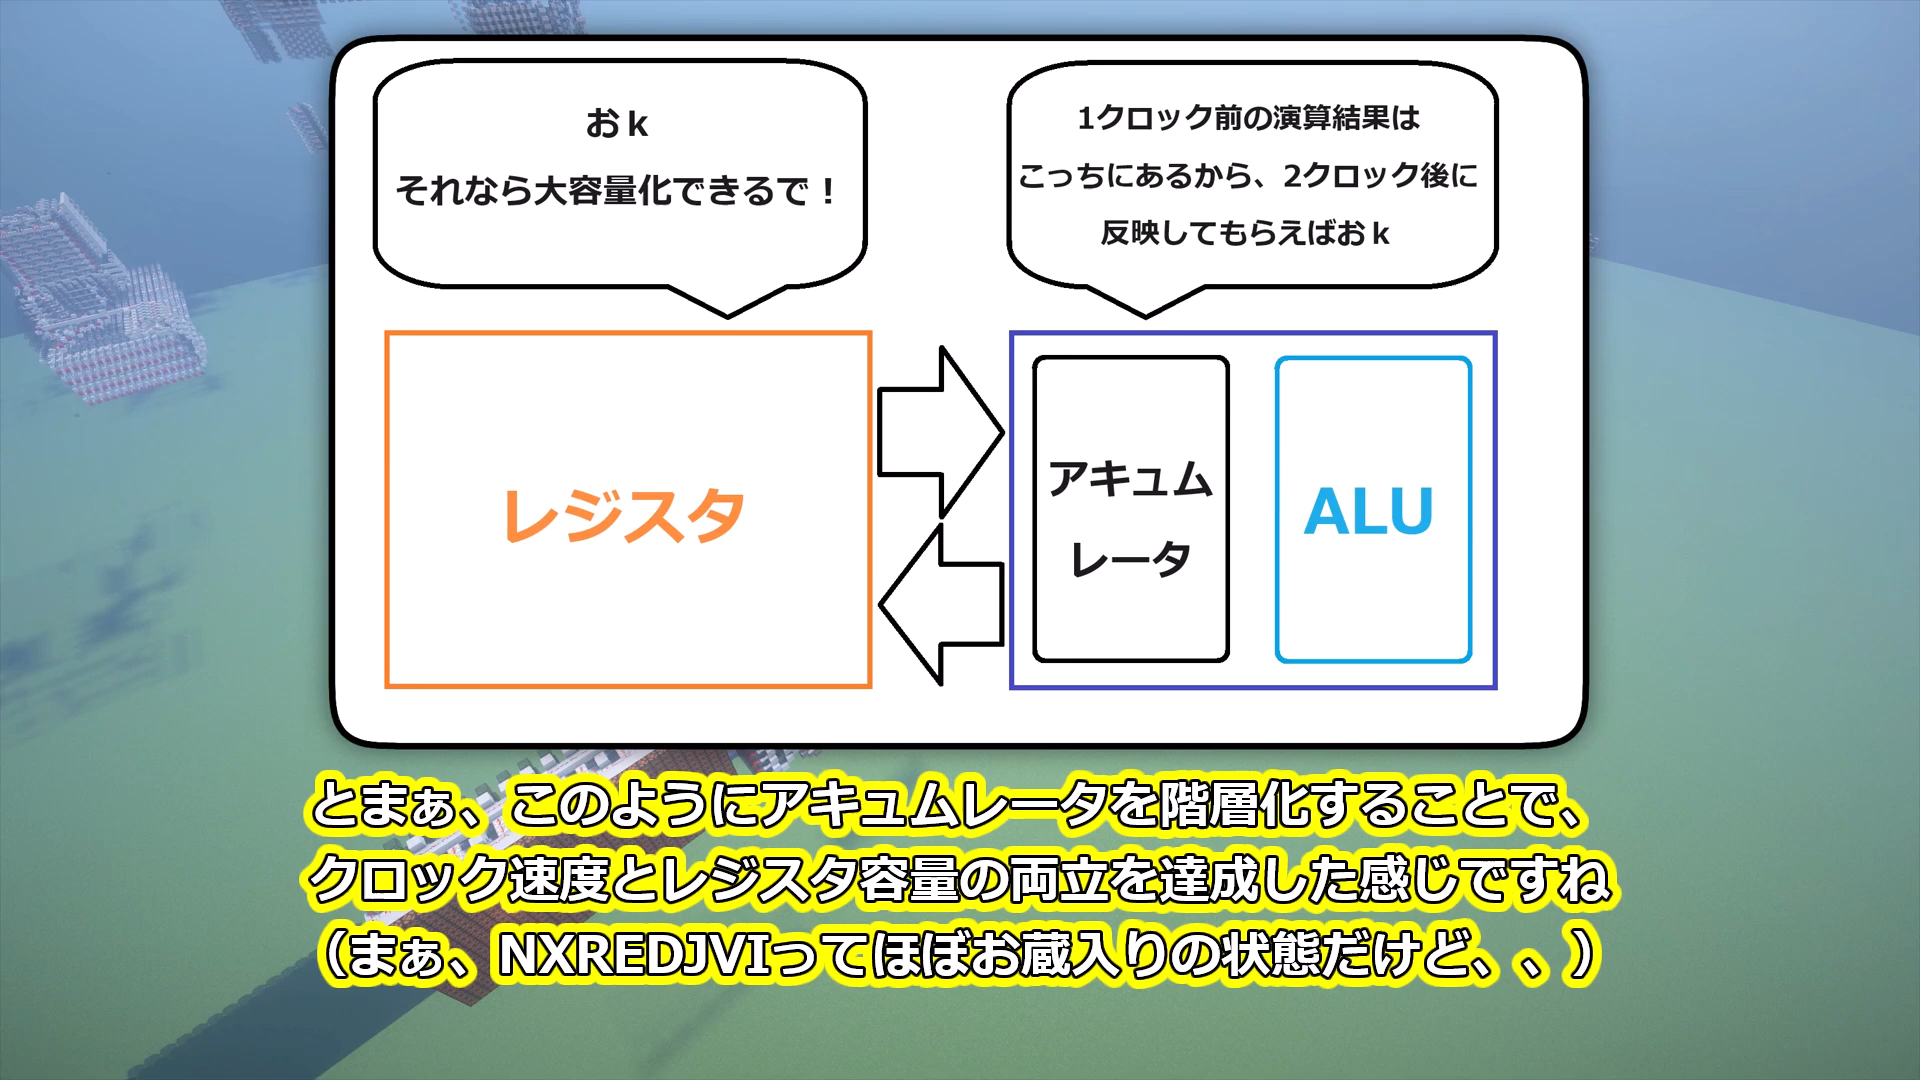 おｋ
それなら大容量化できるで！
1クロック前の演算結果は
こっちにあるから、2クロック後に
反映してもらえばおｋ
レジスタ
アキュム
レータ
ALU
とまぁ、このようにアキュムレータを階層化することで、
クロック速度とレジスタ容量の両立を達成した感じですね
（まぁ、NXREDJVIってほぼお蔵入りの状態だけど、、）